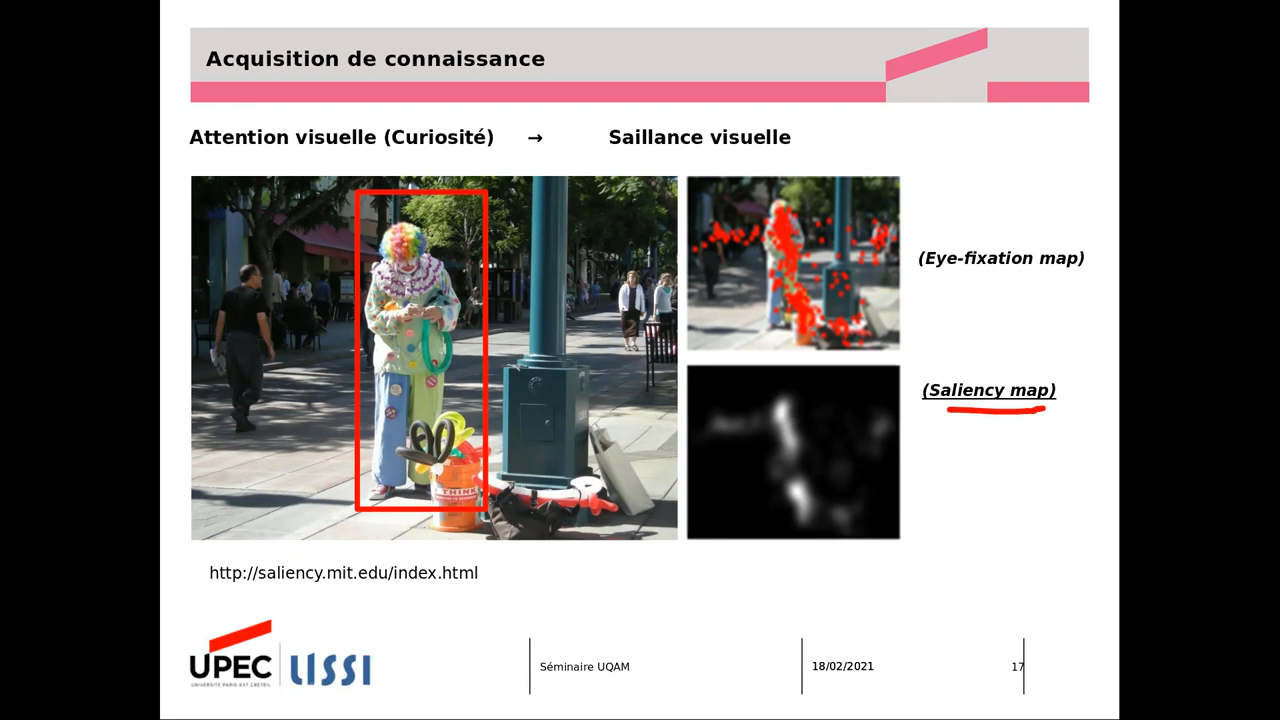 Acquisition de connaissance
Attention visuelle (Curiosité) → Saillance visuelle
(Eye-fixation map)
(Saliency map)
I THINK
http://saliency.mit.edu/index.html
UPEC
UNIVERSITÉ PARIS-EST CRÉTEIL
LISSI
Séminaire UQAM
18/02/2021
17